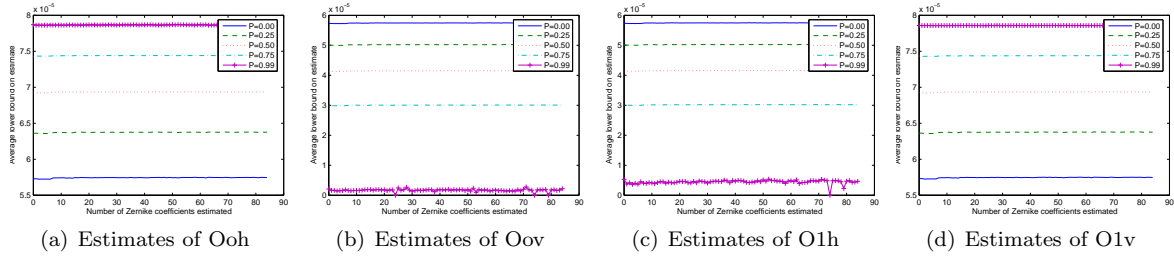 x 10⁻⁵
8
7.5
7
6.5
6
5.5
0 10 20 30 40 50 60 70 80 90
Average lower bound on estimate
Number of Zernike coefficients estimated
P=0.00
P=0.25
P=0.50
P=0.75
P=0.99
(a) Estimates of Ooh
x 10⁻⁵
6
5
4
3
2
1
0
0 10 20 30 40 50 60 70 80 90
Average lower bound on estimate
Number of Zernike coefficients estimated
P=0.00
P=0.25
P=0.50
P=0.75
P=0.99
(b) Estimates of Oov
x 10⁻⁵
6
5
4
3
2
1
0
0 10 20 30 40 50 60 70 80 90
Average lower bound on estimate
Number of Zernike coefficients estimated
P=0.00
P=0.25
P=0.50
P=0.75
P=0.99
(c) Estimates of O1h
x 10⁻⁵
8
7.5
7
6.5
6
5.5
0 10 20 30 40 50 60 70 80 90
Average lower bound on estimate
Number of Zernike coefficients estimated
P=0.00
P=0.25
P=0.50
P=0.75
P=0.99
(d) Estimates of O1v